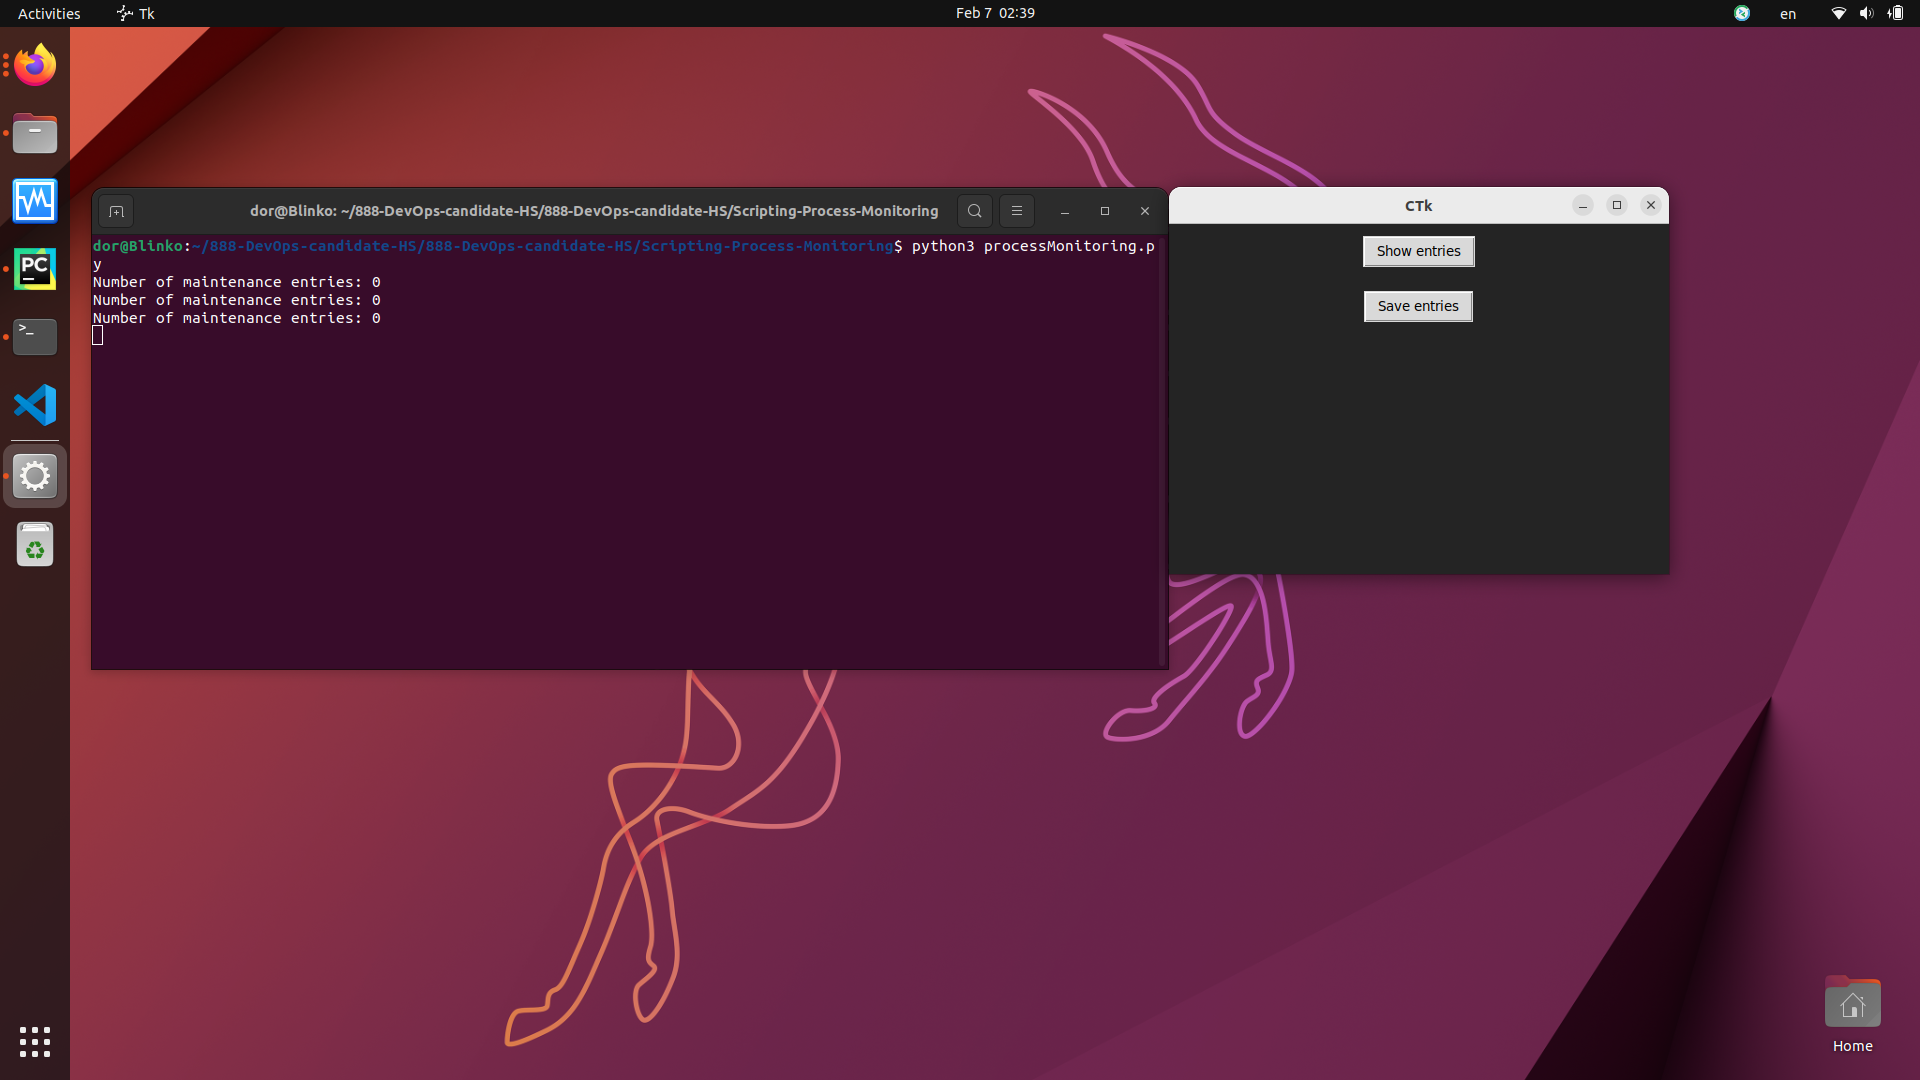 Activities
Tk
Feb 7 02:39
en
dor@Blinko: ~/888-DevOps-candidate-HS/888-DevOps-candidate-HS/Scripting-Process-Monitoring
dor@Blinko:~/888-DevOps-candidate-HS/888-DevOps-candidate-HS/Scripting-Process-Monitoring$ python3 processMonitoring.p
y
Number of maintenance entries: 0
Number of maintenance entries: 0
Number of maintenance entries: 0
CTk
Show entries
Save entries
PC
>_
Home